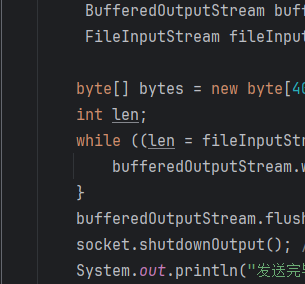 BufferedOutputStream buff
FileInputStream fileInput
byte[] bytes = new byte[40
int len;
while ((len = fileInputStr
bufferedOutputStream.w
}
bufferedOutputStream.flush
socket.shutdownOutput(); /
System.out.println("发送完毕